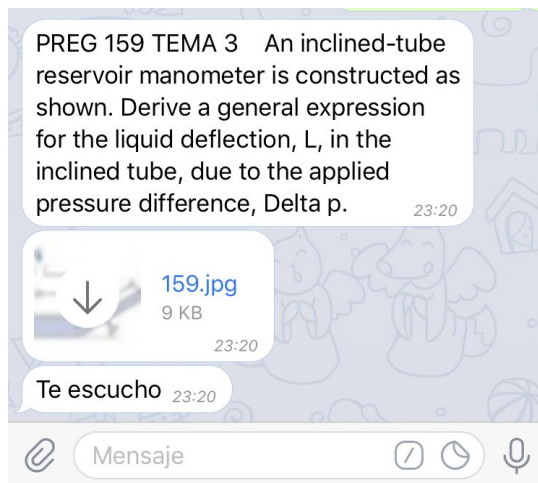 PREG 159 TEMA 3    An inclined-tube
reservoir manometer is constructed as
shown. Derive a general expression
for the liquid deflection, L, in the
inclined tube, due to the applied
pressure difference, Delta p.
23:20
159.jpg
9 KB
23:20
Te escucho 23:20
Mensaje